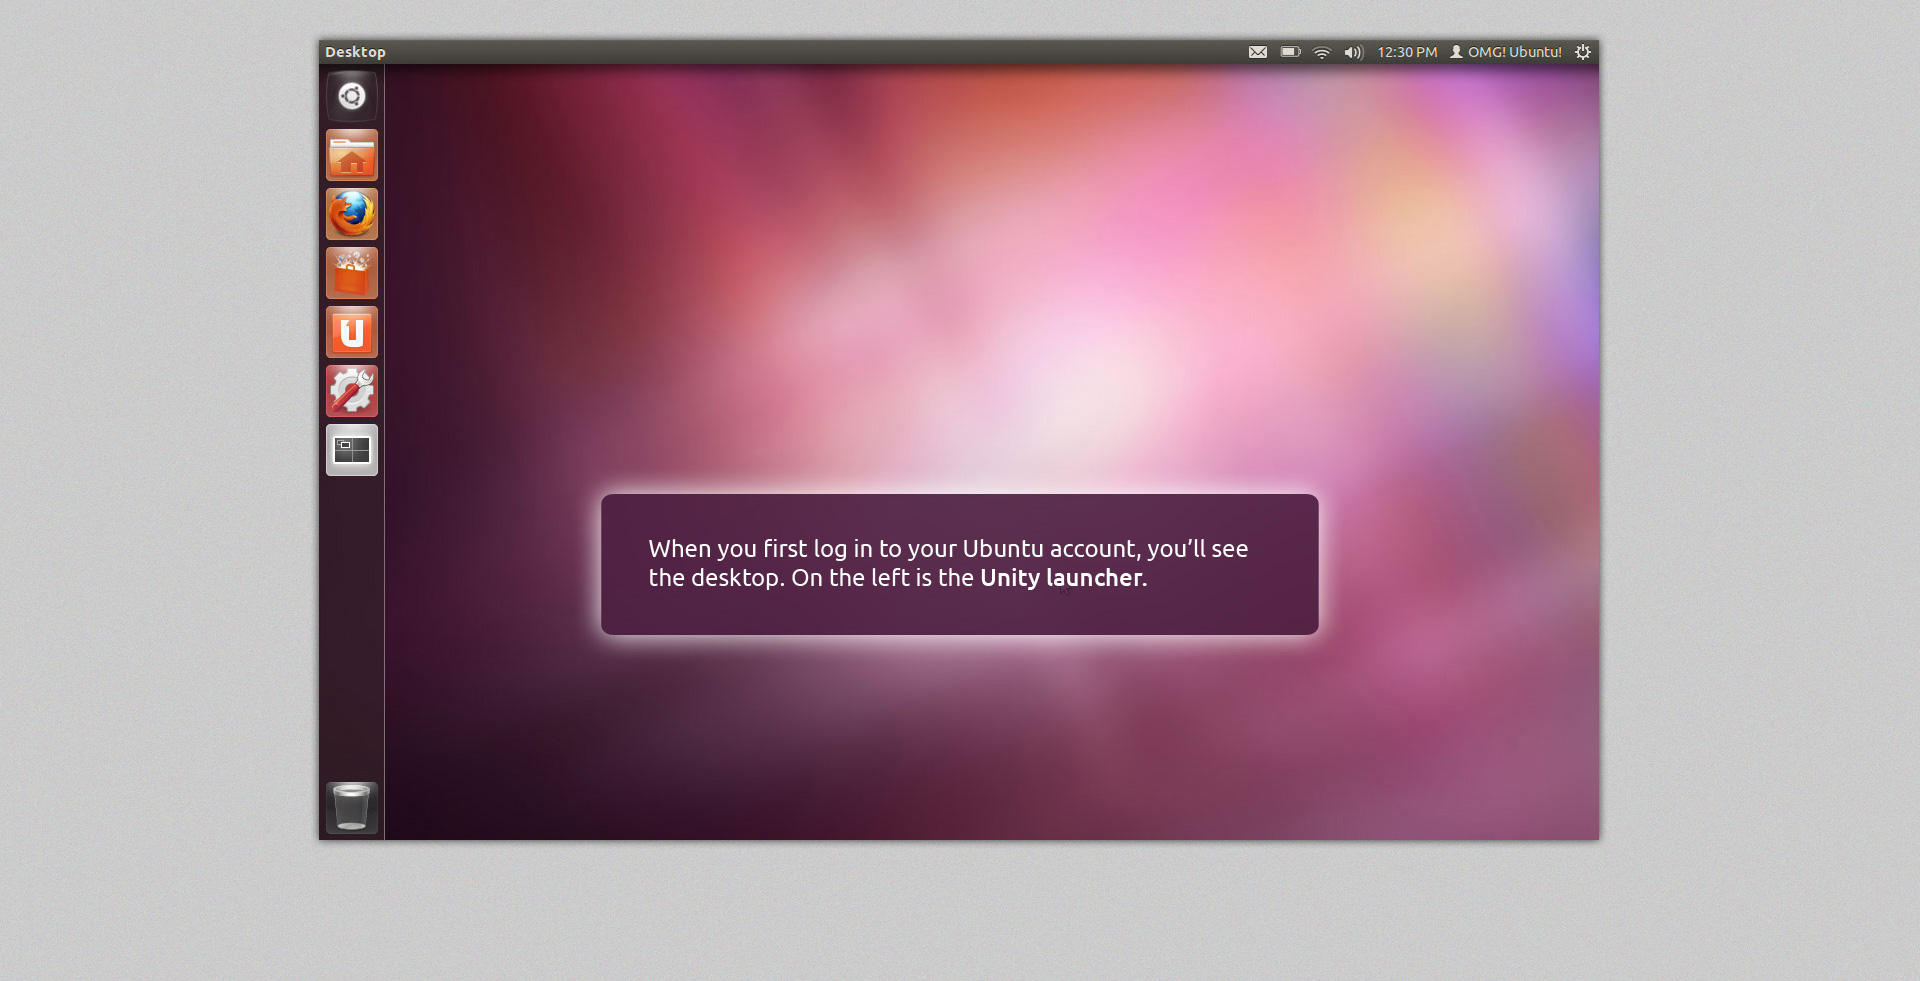 Desktop
12:30 PM OMG! Ubuntu!
When you first log in to your Ubuntu account, you’ll see
the desktop. On the left is the Unity launcher.